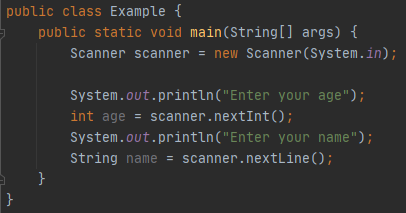 public class Example {
    public static void main(String[] args) {
        Scanner scanner = new Scanner(System.in);

        System.out.println("Enter your age");
        int age = scanner.nextInt();
        System.out.println("Enter your name");
        String name = scanner.nextLine();
    }
}